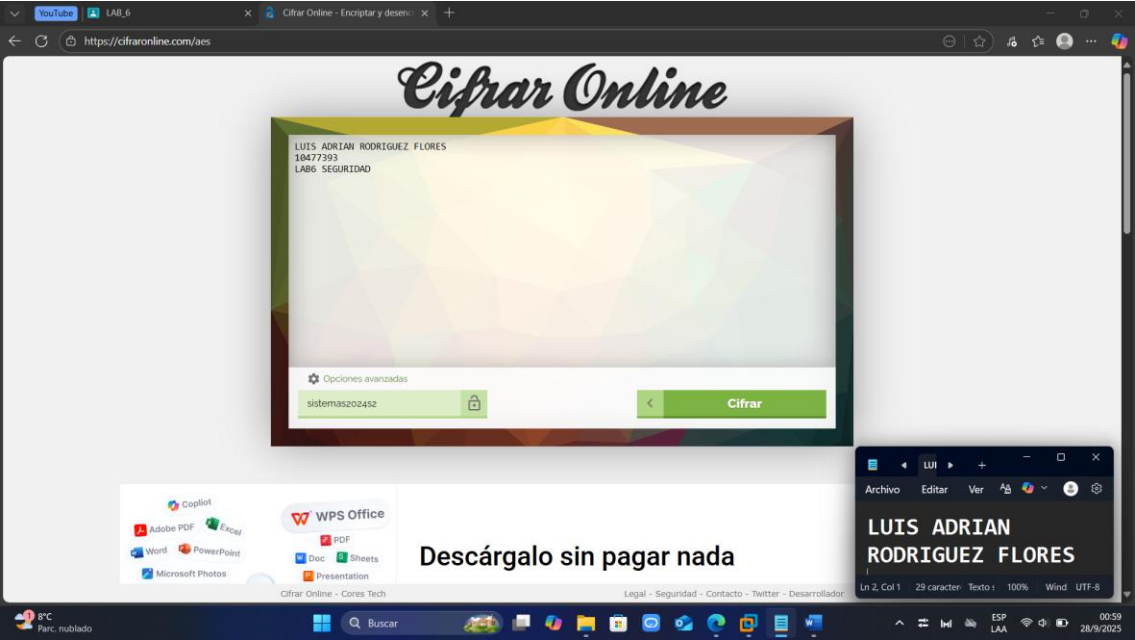 YouTube
LAB_6
Cifrar Online - Encriptar y desenc
https://cifraronline.com/aes
Cifrar Online
LUIS ADRIAN RODRIGUEZ FLORES
10477393
LAB6 SEGURIDAD
Opciones avanzadas
sistemas202452
Cifrar
Copliot
Adobe PDF
Excel
Word
PowerPoint
Microsoft Photos
WPS Office
PDF
Doc
Sheets
Presentation
Descárgalo sin pagar nada
Cifrar Online - Cores Tech
Legal - Seguridad - Contacto - Twitter - Desarrollador
LUI
Archivo Editar Ver
LUIS ADRIAN
RODRIGUEZ FLORES
Ln 2, Col 1 29 caracter Texto 100% Wind UTF-8
8°C
Parc. nublado
Buscar
ESP
LAA
00:59
28/9/2025